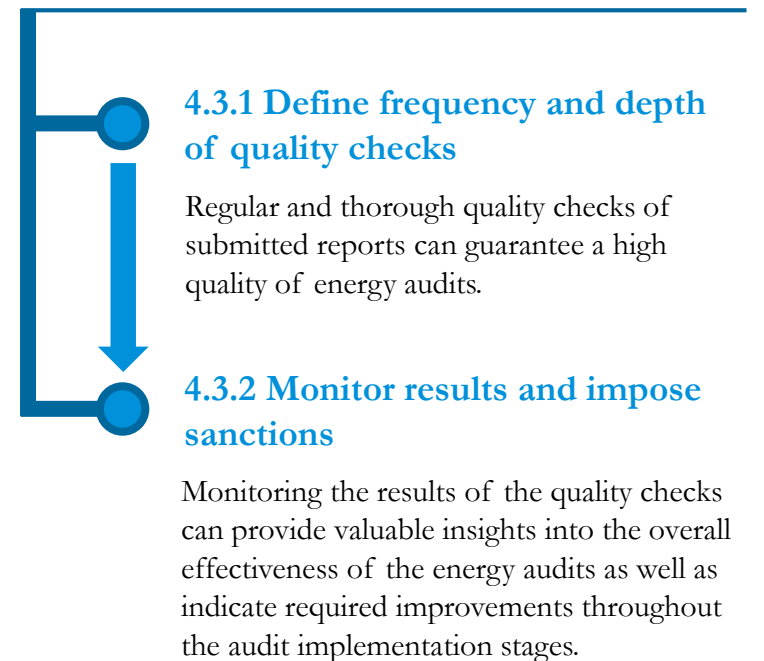 4.3.1 Define frequency and depth
of quality checks
Regular and thorough quality checks of
submitted reports can guarantee a high
quality of energy audits.
4.3.2 Monitor results and impose
sanctions
Monitoring the results of the quality checks
can provide valuable insights into the overall
effectiveness of the energy audits as well as
indicate required improvements throughout
the audit implementation stages.